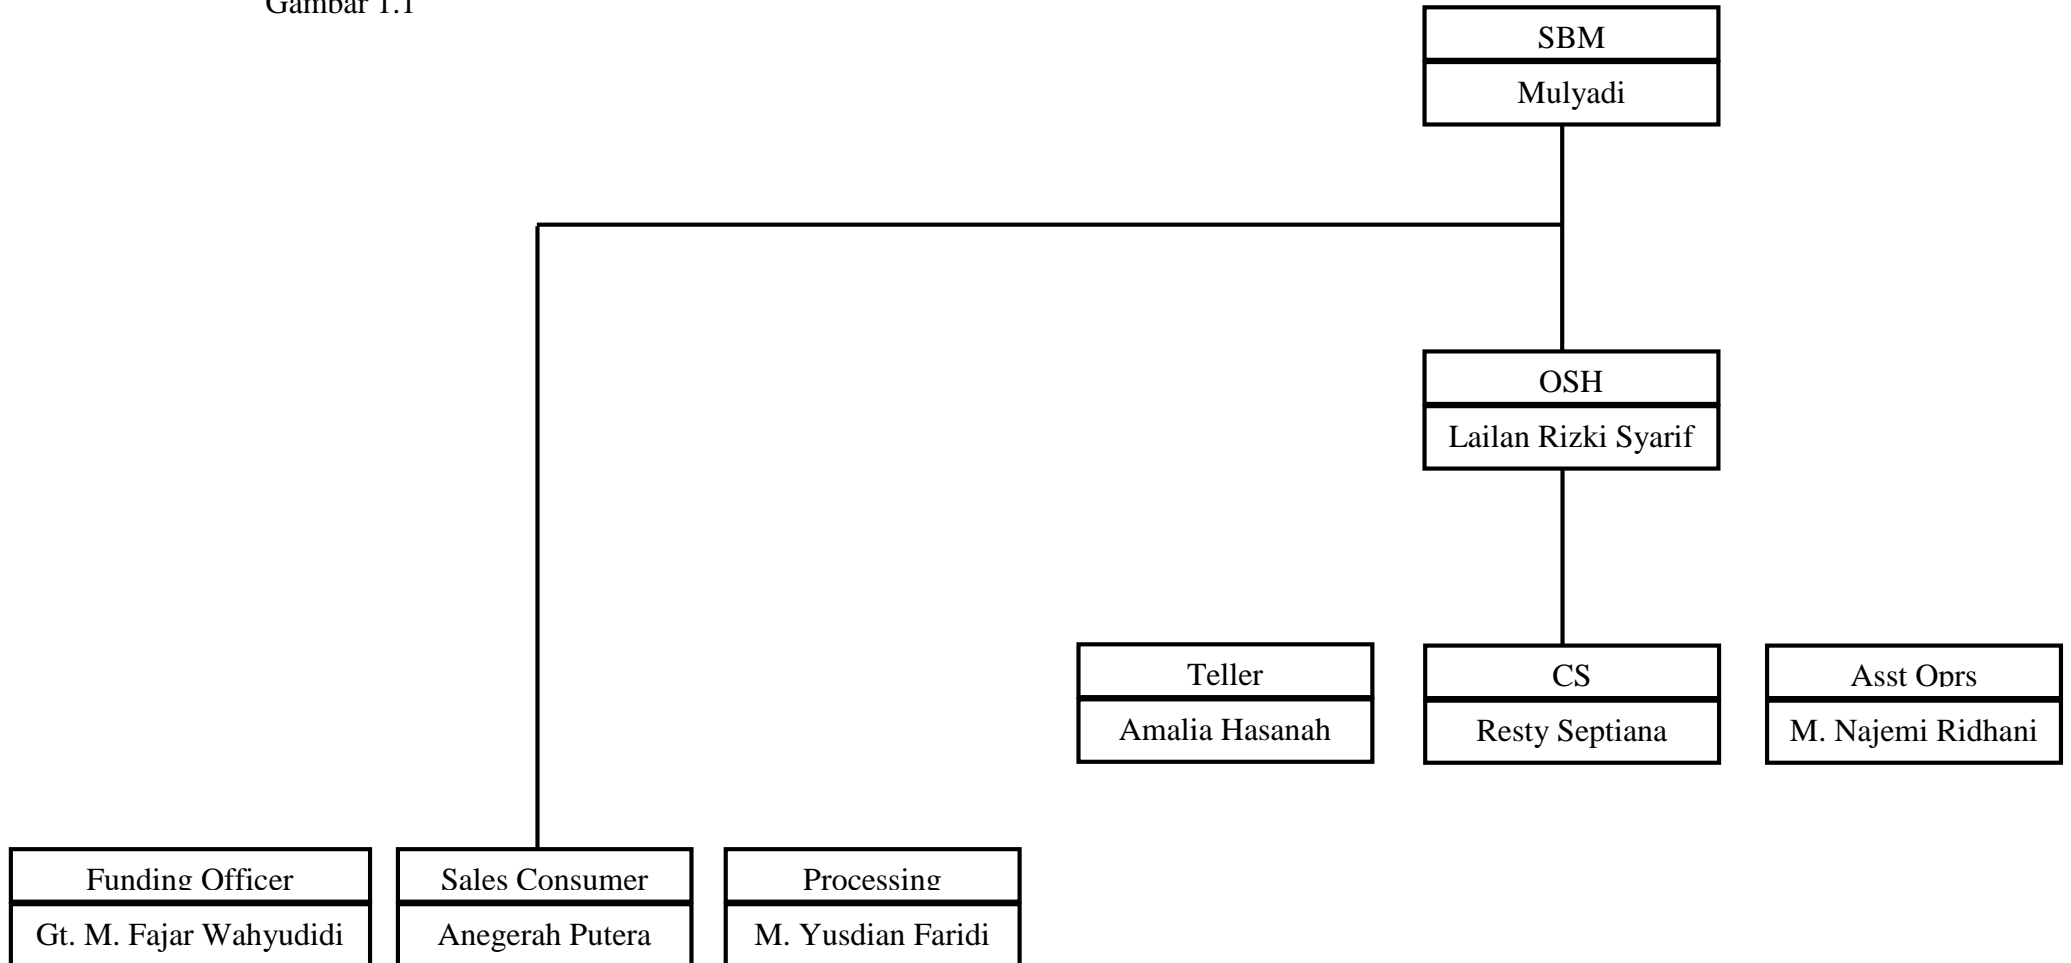 Gambar 1.1
SBM
Mulyadi
OSH
Lailan Rizki Syarif
Teller
Amalia Hasanah
CS
Resty Septiana
Asst Oprs
M. Najemi Ridhani
Funding Officer
Gt. M. Fajar Wahyudidi
Sales Consumer
Anegerah Putera
Processing
M. Yusdian Faridi